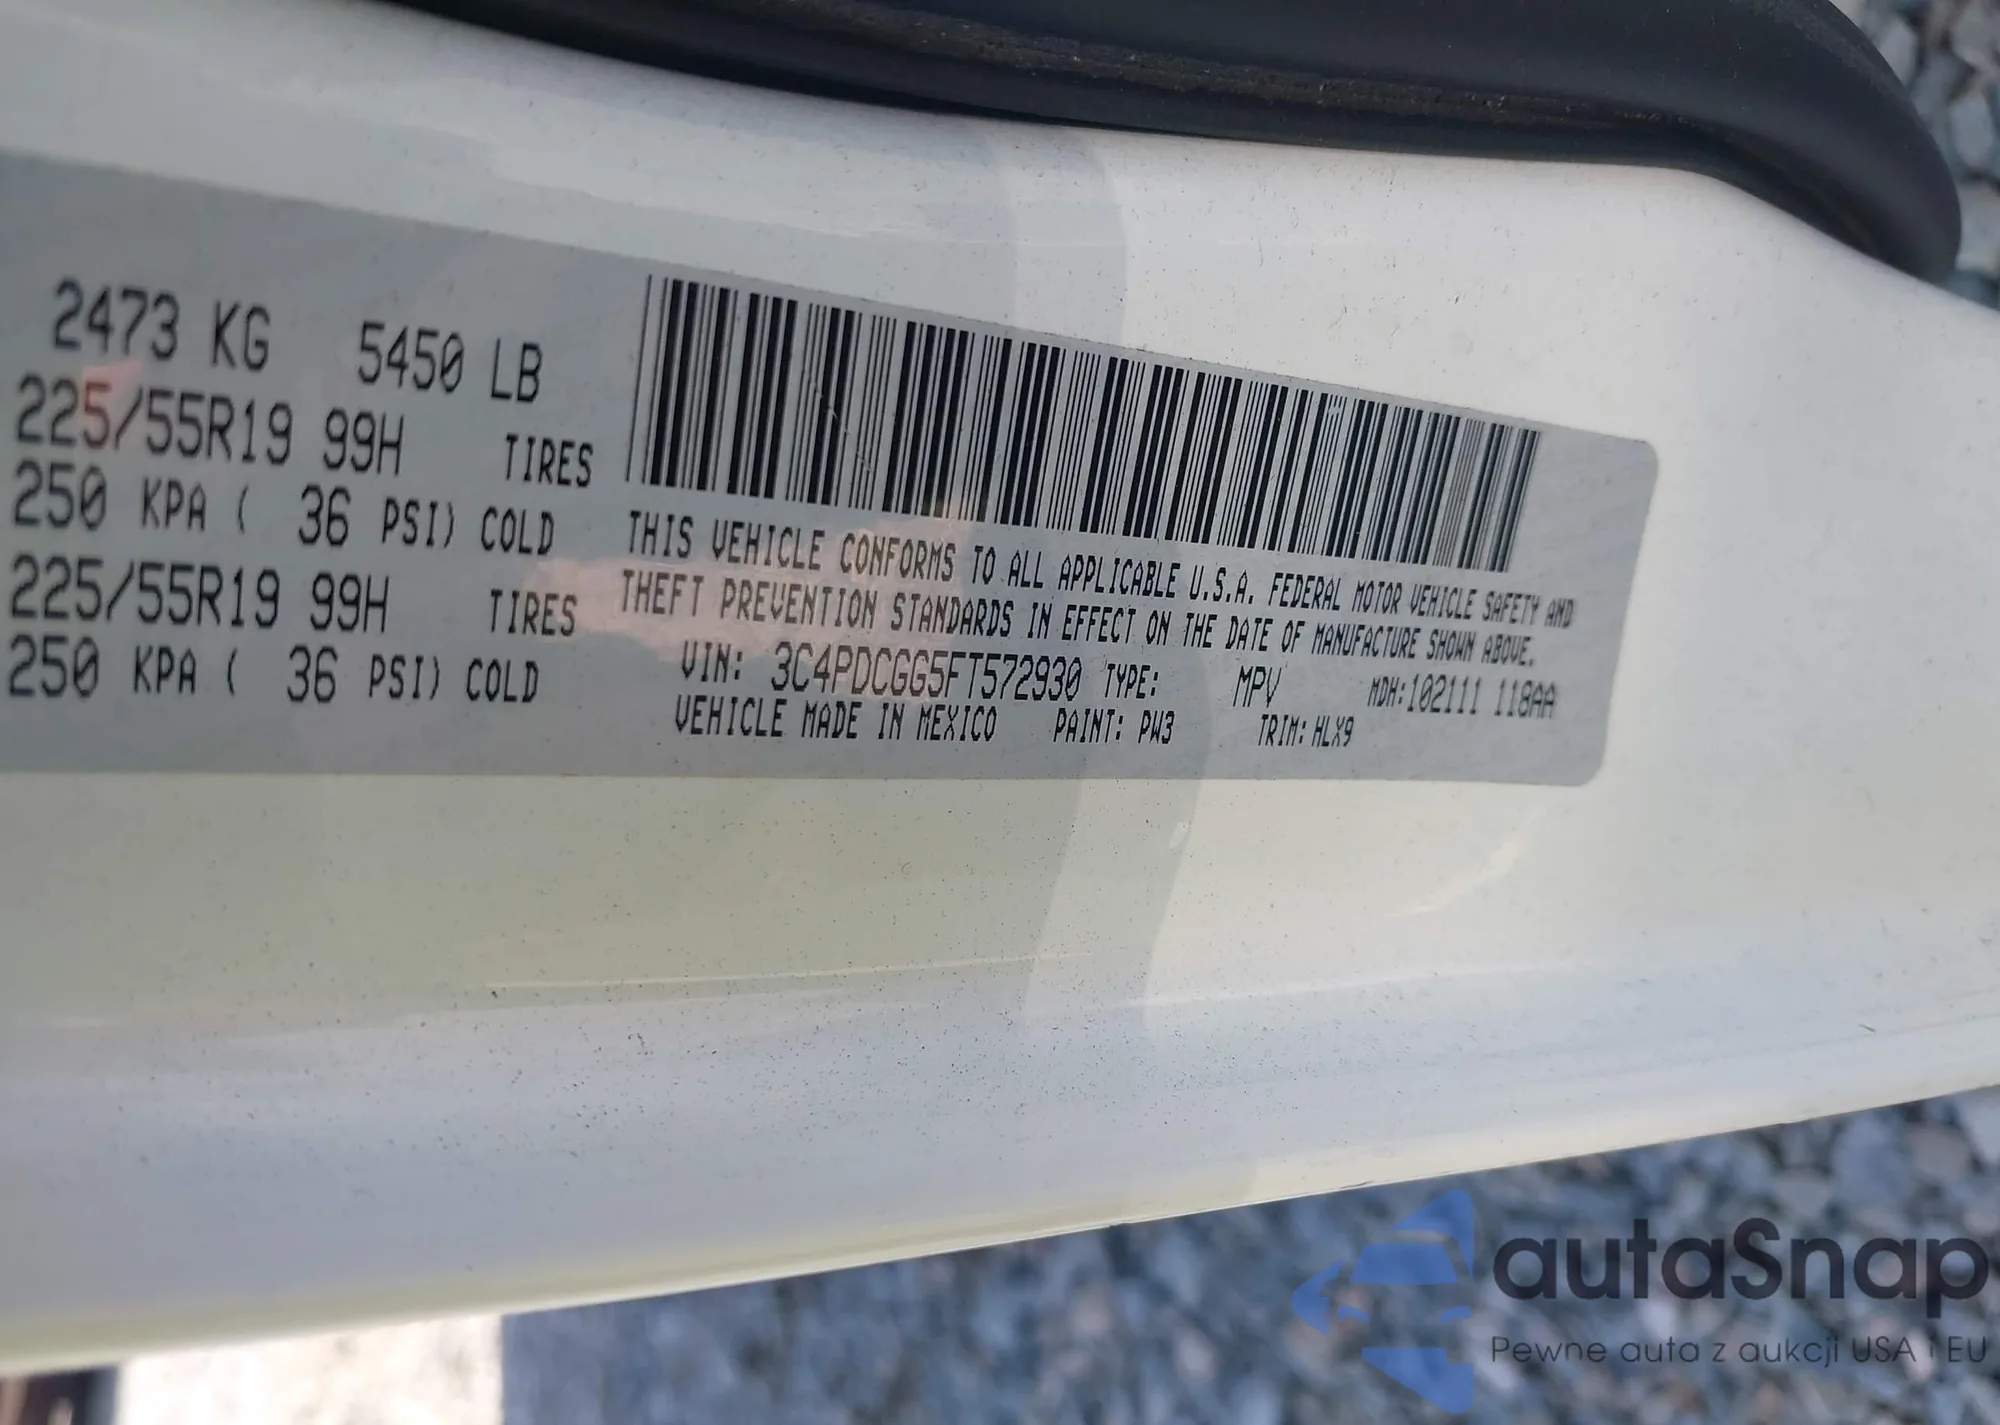 2473 KG 5450 LB
225/55R19 99H TIRES
250 KPA ( 36 PSI) COLD
225/55R19 99H TIRES
250 KPA ( 36 PSI) COLD
THIS VEHICLE CONFORMS TO ALL APPLICABLE U.S.A. FEDERAL MOTOR VEHICLE SAFETY AND
THEFT PREVENTION STANDARDS IN EFFECT ON THE DATE OF MANUFACTURE SHOWN ABOVE.
VIN: 3C4PDCGG5FT572930 TYPE: MPV MDH:102111 118AA
VEHICLE MADE IN MEXICO PAINT: PW3 TRIM: HLX9
autaSnap
Pewne auta z aukcji USA i EU